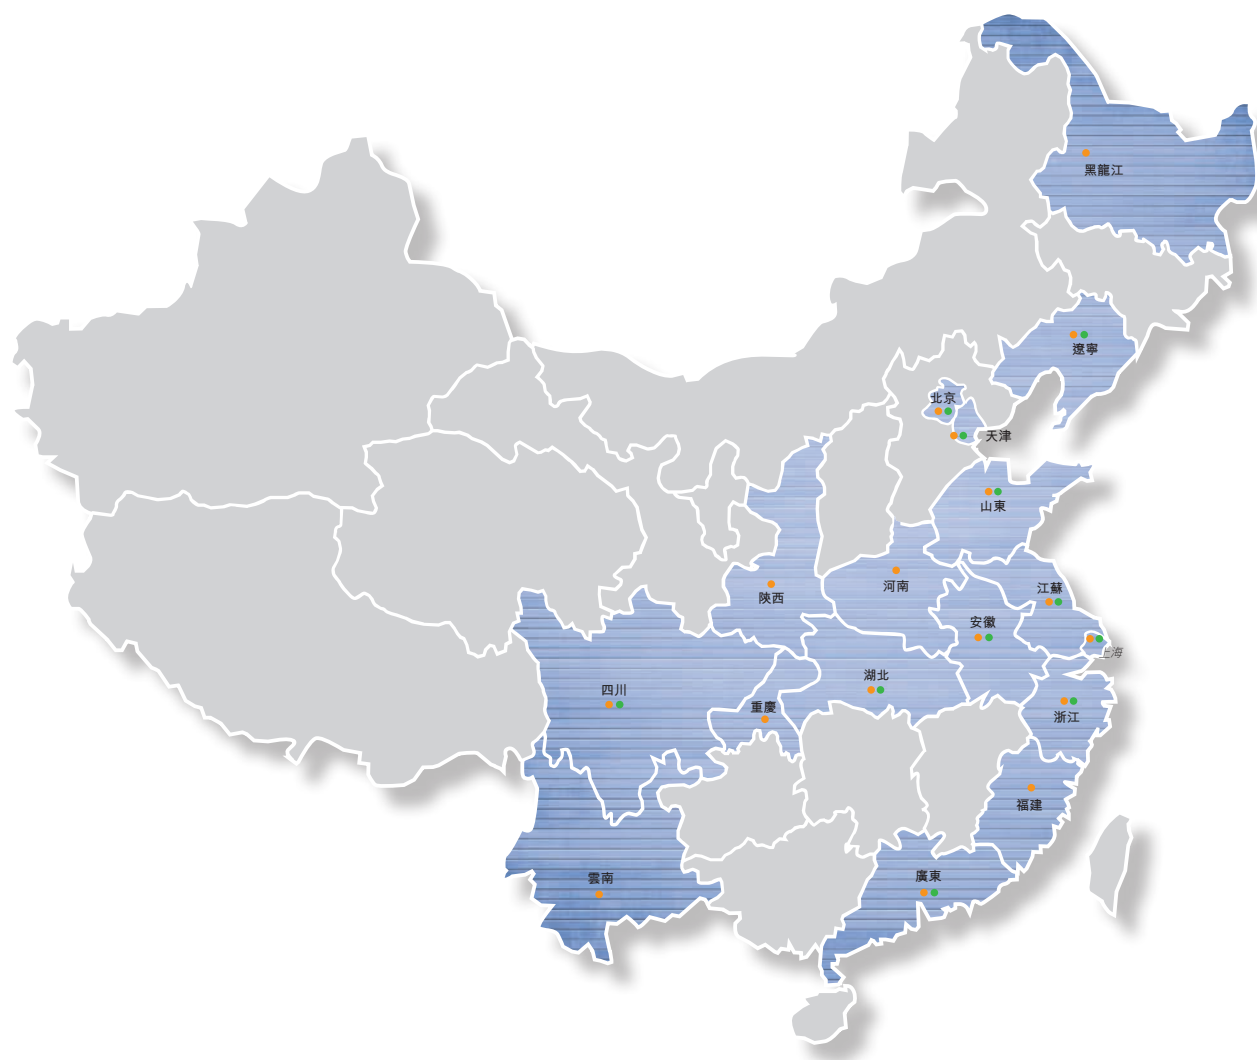 黑龍江
遼寧
北京
天津
山東
河南
江蘇
陝西
安徽
上海
湖北
四川
重慶
浙江
福建
廣東
雲南